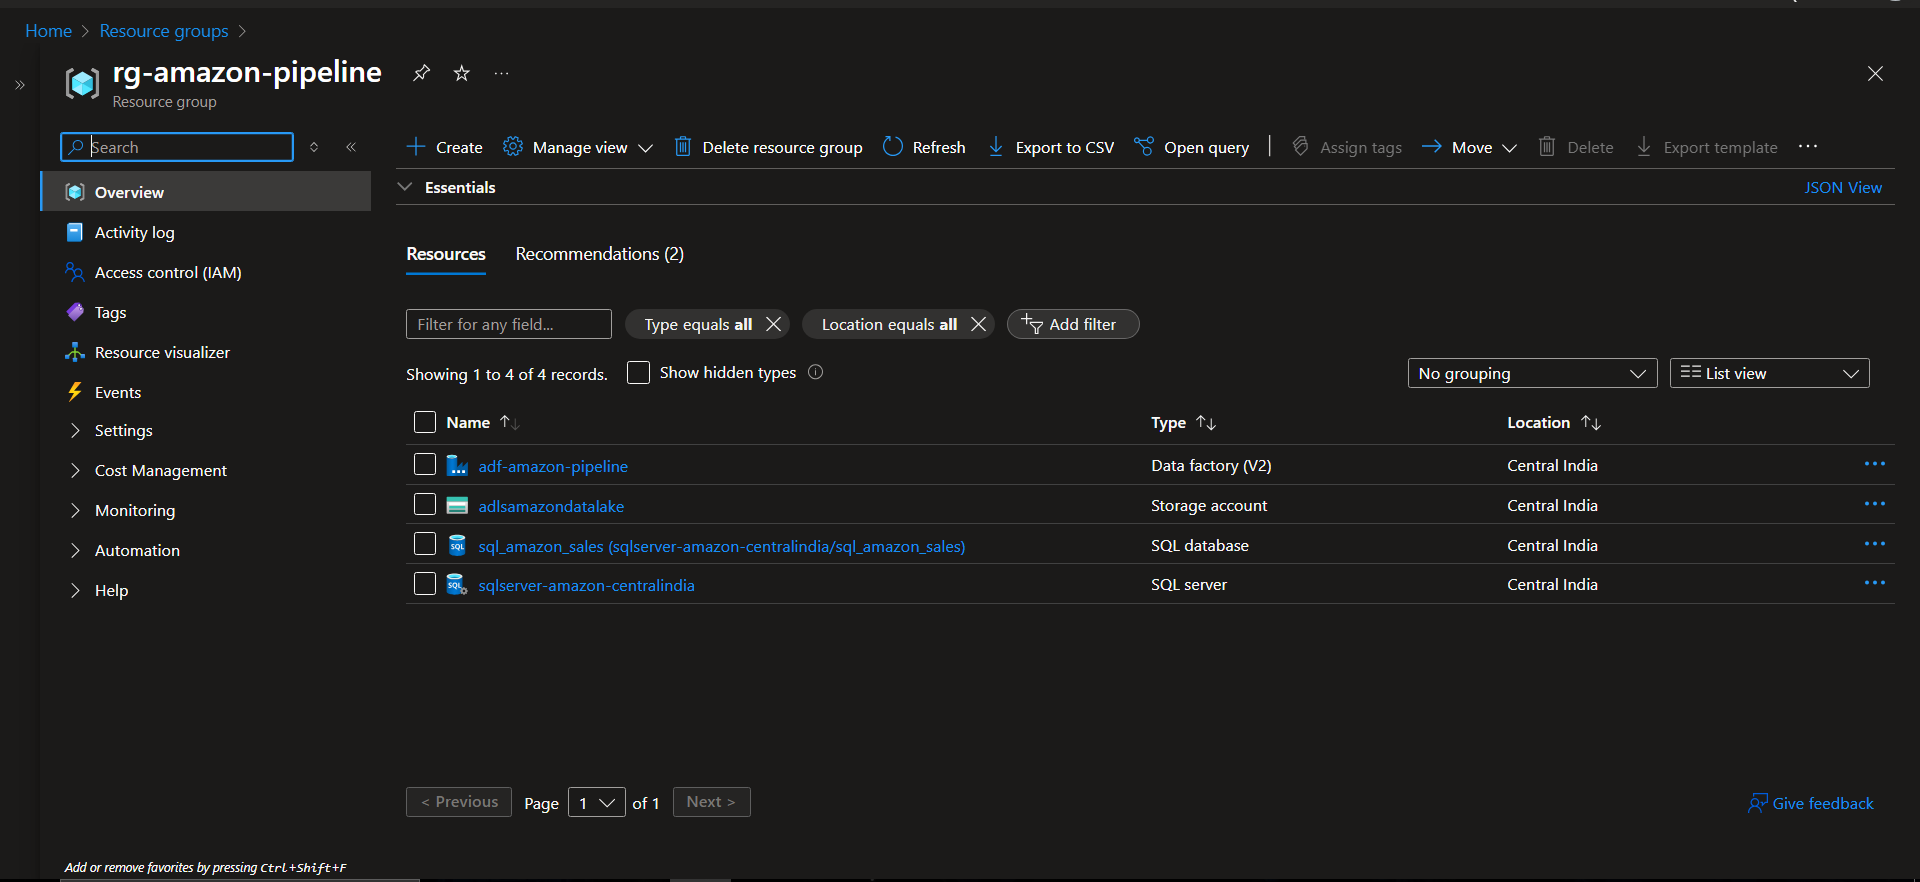 Home > Resource groups >
rg-amazon-pipeline
Resource group
Search
Create Manage view Delete resource group Refresh Export to CSV Open query Assign tags Move Delete Export template
Essentials JSON View
Overview
Activity log
Access control (IAM)
Tags
Resource visualizer
Events
Settings
Cost Management
Monitoring
Automation
Help
Resources Recommendations (2)
Filter for any field... Type equals all Location equals all Add filter
Showing 1 to 4 of 4 records. Show hidden types No grouping List view
Name Type Location
adf-amazon-pipeline Data factory (V2) Central India
adlsamazondatalake Storage account Central India
sql_amazon_sales (sqlserver-amazon-centralindia/sql_amazon_sales) SQL database Central India
sqlserver-amazon-centralindia SQL server Central India
< Previous Page 1 of 1 Next > Give feedback
Add or remove favorites by pressing Ctrl+Shift+F